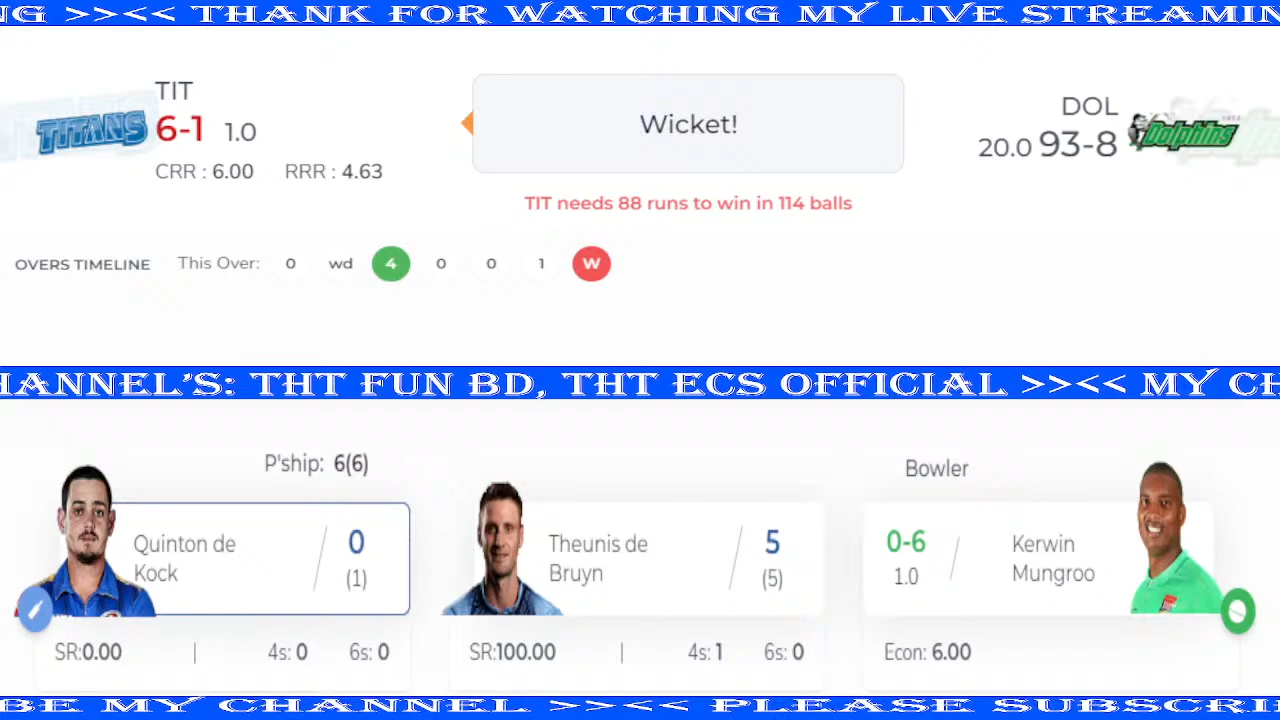 NG >><< THANK FOR WATCHING MY LIVE STREAMIN
TIT
TITANS 6-1 1.0
CRR : 6.00 RRR : 4.63
Wicket!
TIT needs 88 runs to win in 114 balls
DOL
20.0 93-8 Dolphins
OVERS TIMELINE This Over: 0 wd 4 0 0 1 W
HANNEL'S: THT FUN BD, THT ECS OFFICIAL >><< MY CH
P'ship: 6(6)
Quinton de Kock 0
(1)
SR:0.00 | 4s: 0 6s: 0
Theunis de Bruyn 5
(5)
SR:100.00 | 4s: 1 6s: 0
Bowler
0-6 Kerwin
1.0 Mungroo
Econ: 6.00
BE MY CHANNEL >><< PLEASE SUBSCRI